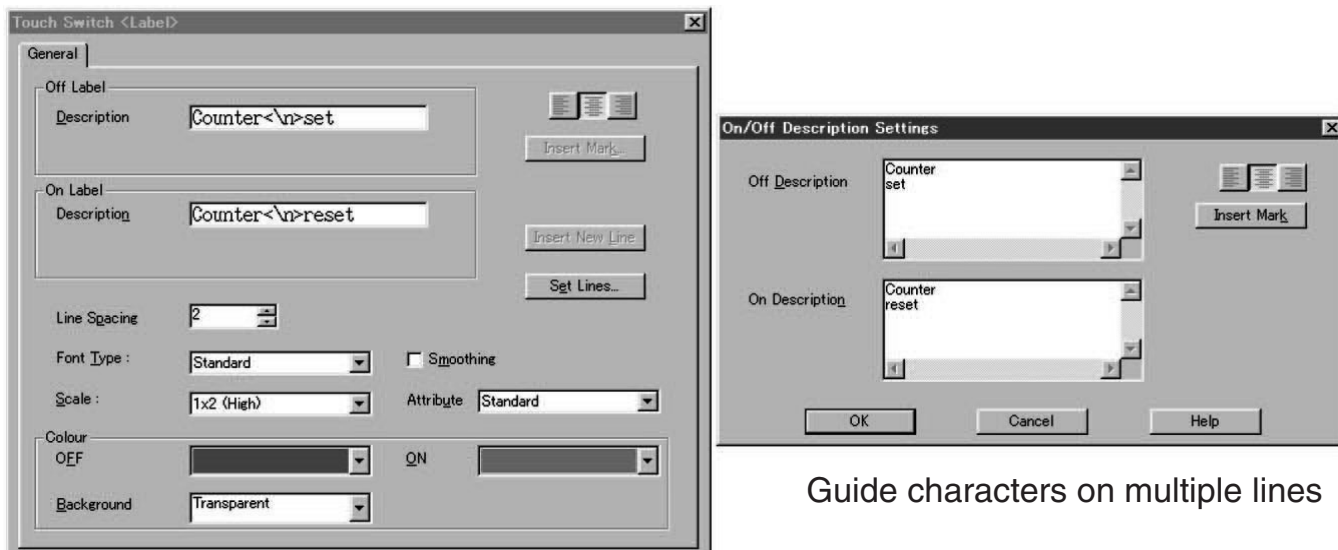 Touch Switch <Label>
General
Off Label
Description
Counter<\n>set
Insert Mark...
On Label
Description
Counter<\n>reset
Insert New Line
Set Lines...
Line Spacing
2
Font Type :
Standard
Smoothing
Scale :
1x2 (High)
Attribute
Standard
Colour
OFF
ON
Background
Transparent
On/Off Description Settings
Off Description
Counter
set
Insert Mark
On Description
Counter
reset
OK
Cancel
Help
Guide characters on multiple lines